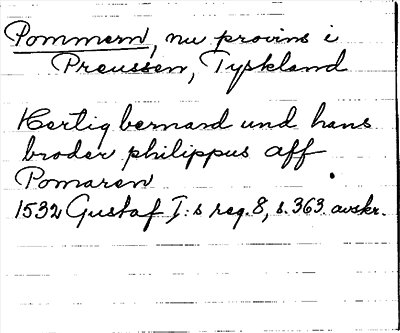 Pommern, nu provins i
Preussen, Tyskland
Hertig bernard und hans
broder philippus aff
Pomaren
1532 Gustaf I:s reg. 8, s. 363. avskr.